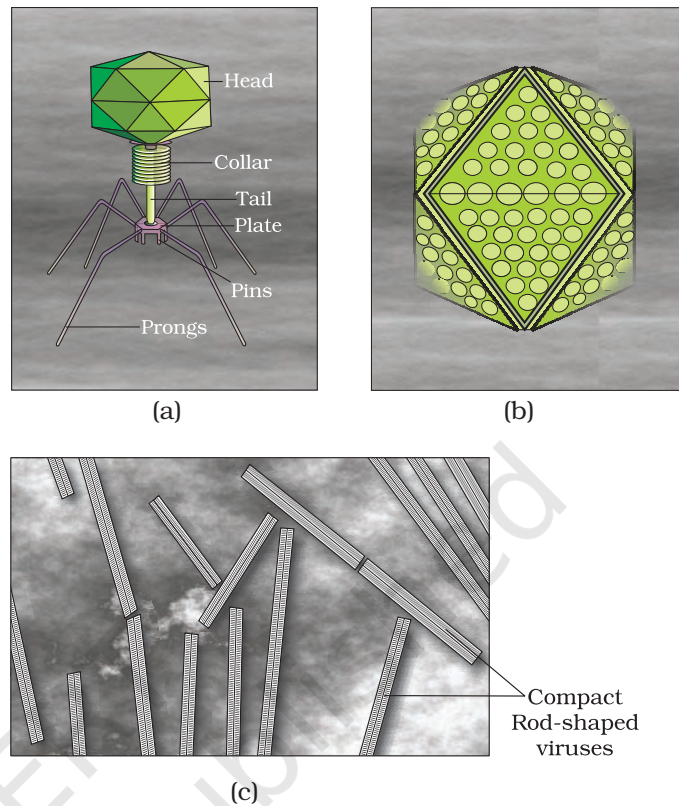 Head
Collar
Tail
Plate
Pins
Prongs
(a)
(b)
Compact
Rod-shaped
viruses
(c)